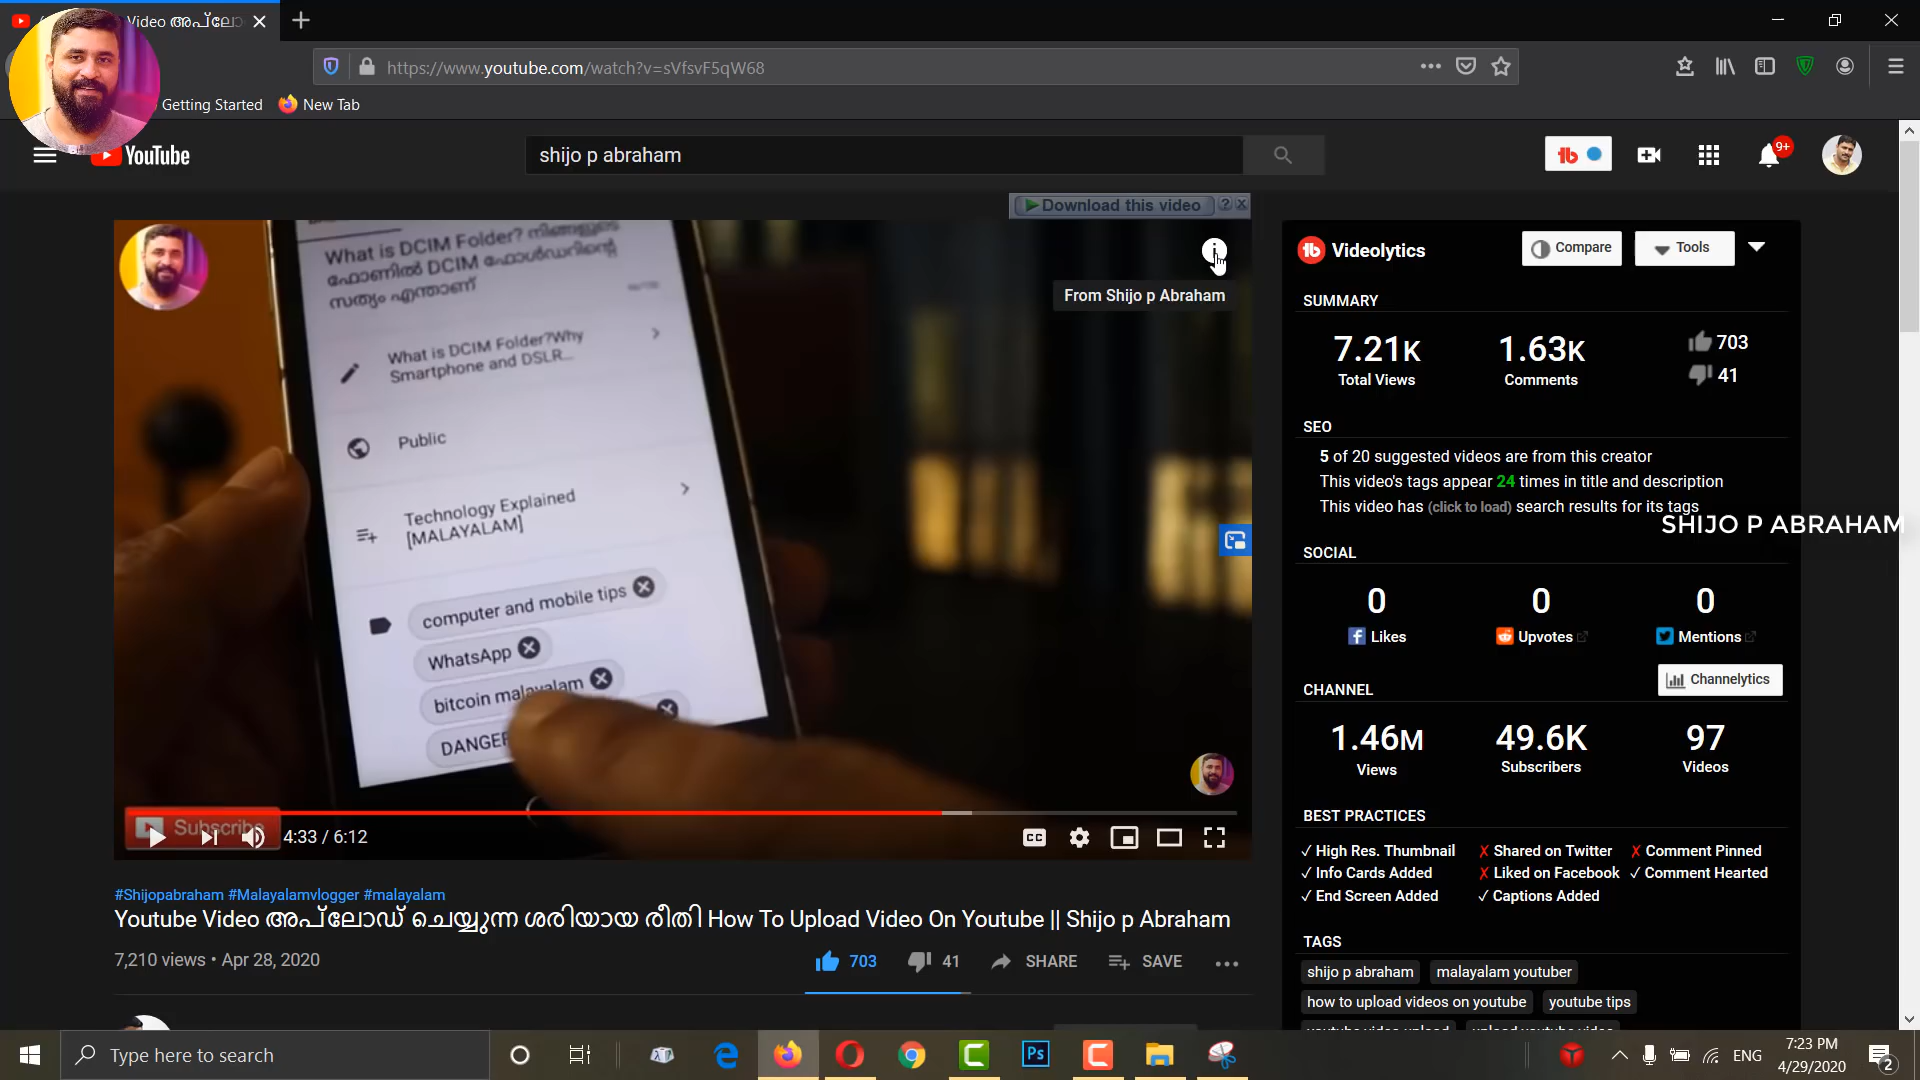 Video അപ്‌ലോ
https://www.youtube.com/watch?v=sVfsvF5qW68
Getting Started
New Tab
YouTube
shijo p abraham
9+
Download this video
What is DCIM Folder? നിങ്ങളുടെ
ഫോണിൽ DCIM ഫോൾഡറിന്റെ
സത്യം എന്താണ്
From Shijo p Abraham
What is DCIM Folder?Why
Smartphone and DSLR...
Public
Technology Explained
[MALAYALAM]
computer and mobile tips
WhatsApp
bitcoin malayalam
Subscribe
4:33 / 6:12
CC
#Shijopabraham #Malayalamvlogger #malayalam
Youtube Video അപ്‌ലോഡ് ചെയ്യുന്ന ശരിയായ രീതി How To Upload Video On Youtube || Shijo p Abraham
7,210 views • Apr 28, 2020
703
41
SHARE
SAVE
Videolytics
Compare
Tools
SUMMARY
7.21K
Total Views
1.63K
Comments
703
41
SEO
5 of 20 suggested videos are from this creator
This video's tags appear 24 times in title and description
This video has (click to load) search results for its tags
SHIJO P ABRAHAM
SOCIAL
0 0 0
Likes Upvotes Mentions
CHANNEL
Channelytics
1.46M 49.6K 97
Views Subscribers Videos
BEST PRACTICES
✓ High Res. Thumbnail ✗ Shared on Twitter ✗ Comment Pinned
✓ Info Cards Added ✗ Liked on Facebook ✓ Comment Hearted
✓ End Screen Added ✓ Captions Added
TAGS
shijo p abraham malayalam youtuber
how to upload videos on youtube youtube tips
Type here to search
Ps
ENG
7:23 PM
4/29/2020
2